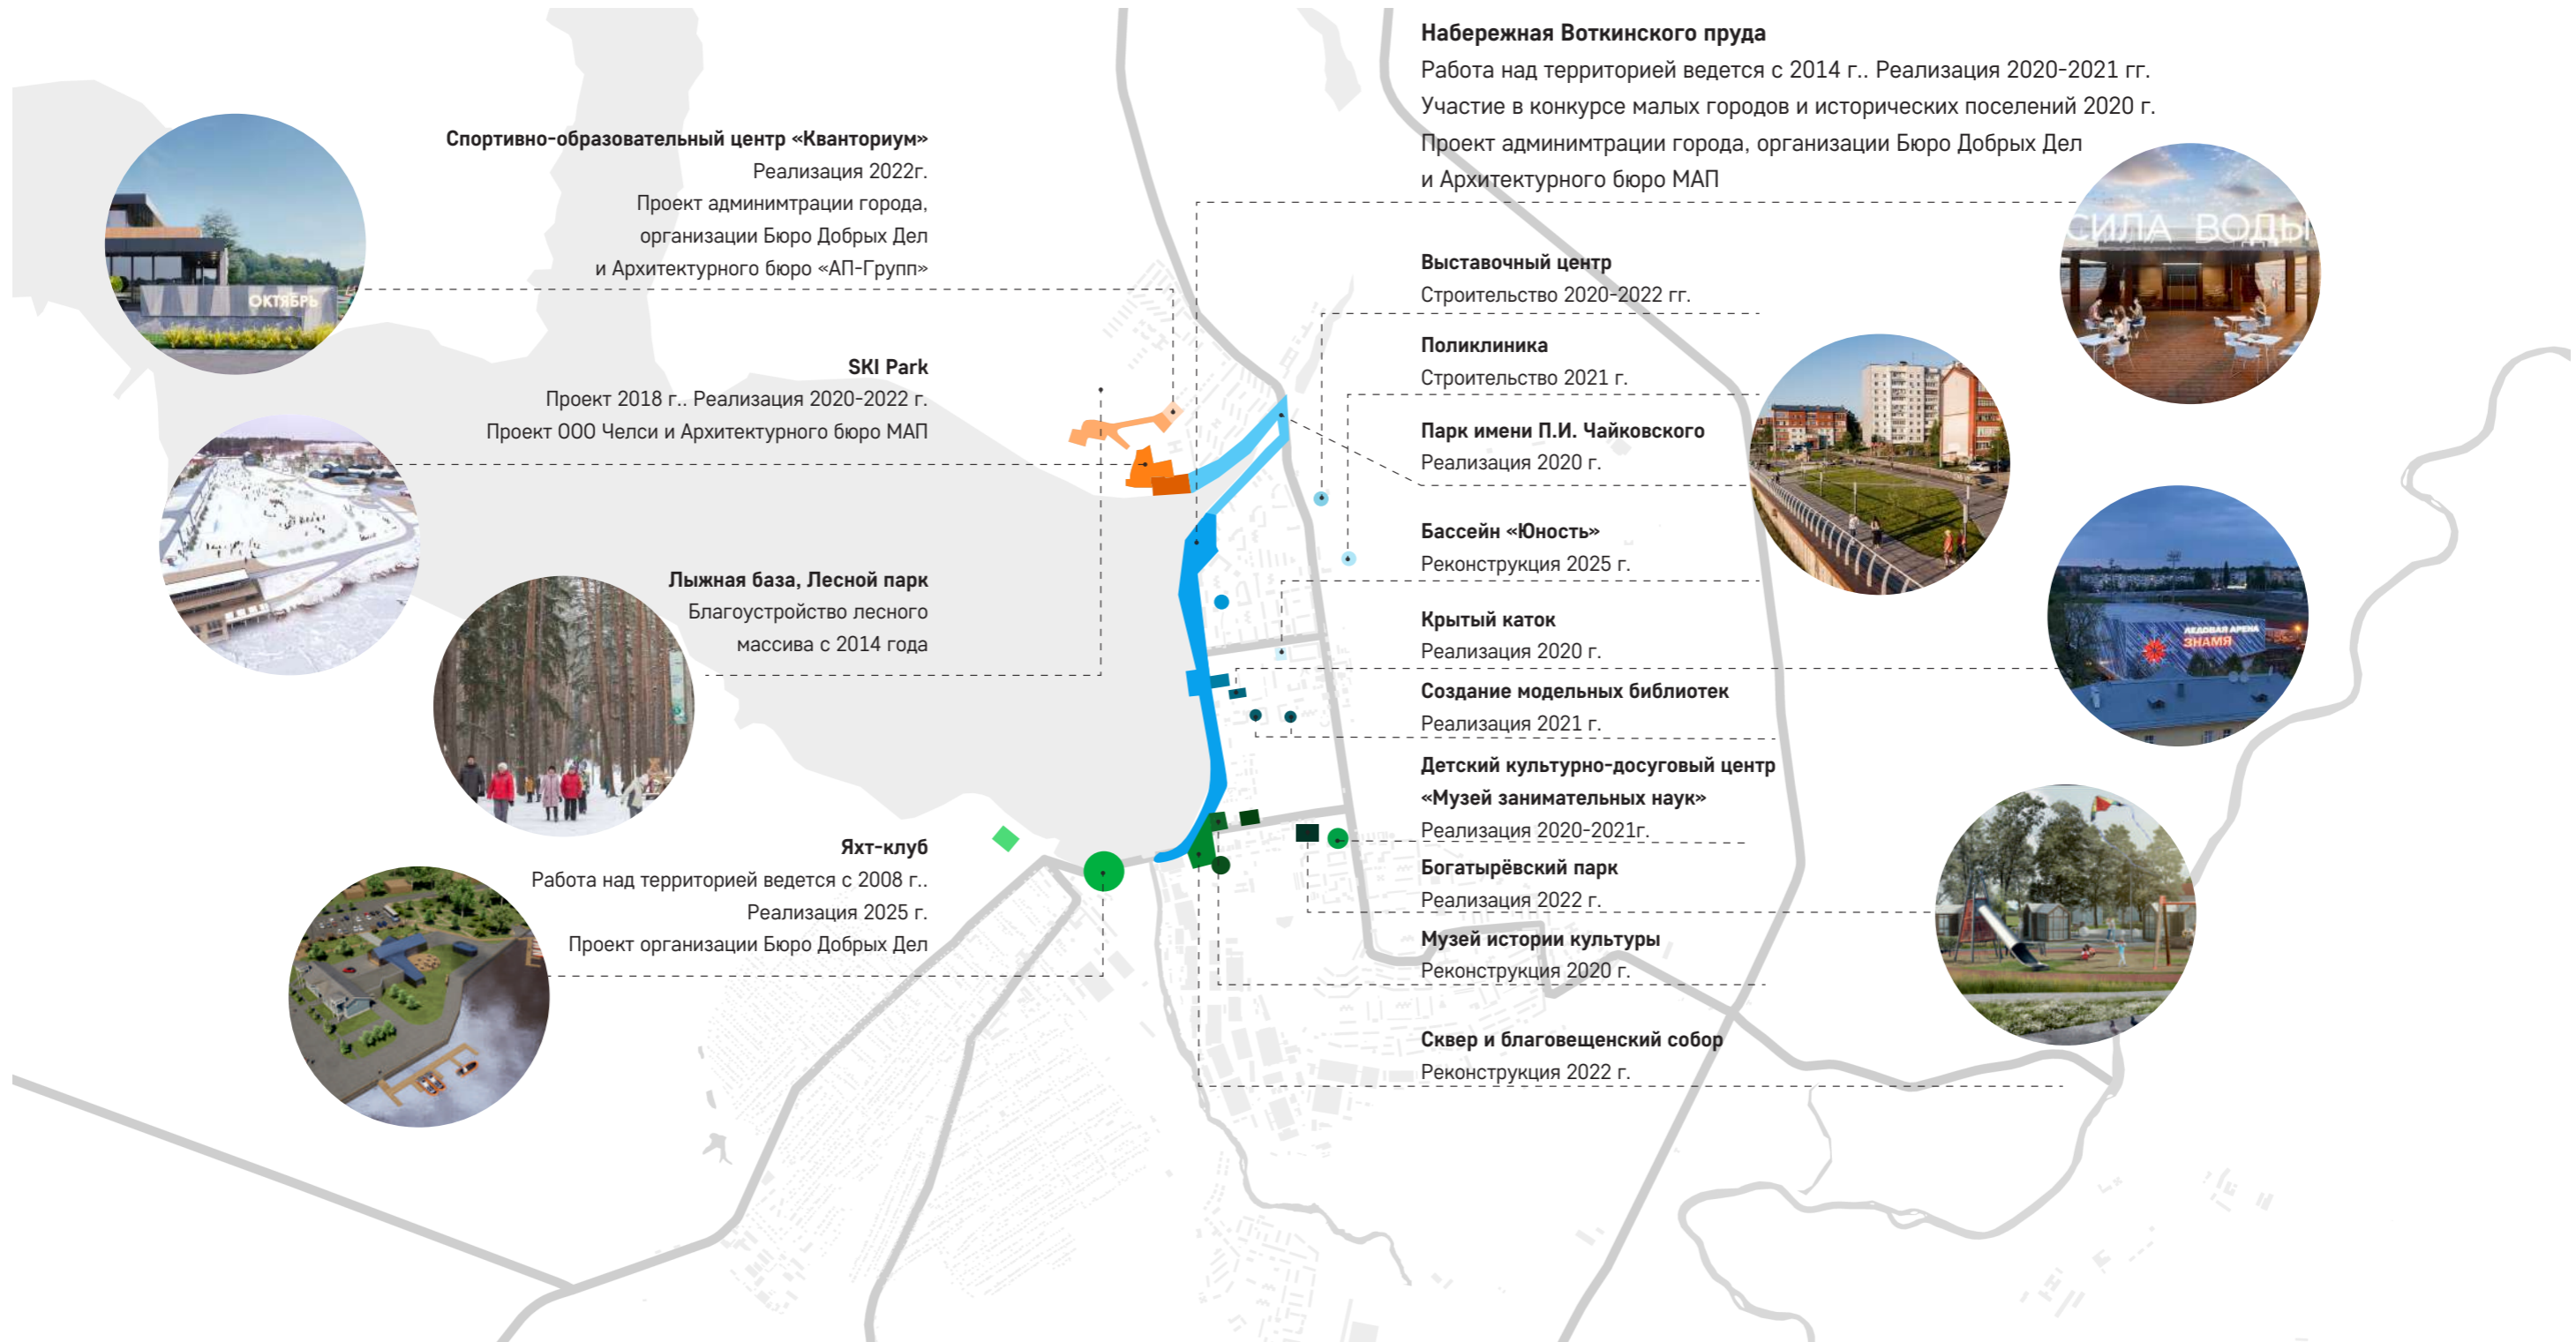 Набережная Воткинского пруда
Работа над территорией ведется с 2014 г.. Реализация 2020-2021 гг.
Участие в конкурсе малых городов и исторических поселений 2020 г.
Проект админимтрации города, организации Бюро Добрых Дел
и Архитектурного бюро МАП
СИЛА ВОДЫ
Спортивно-образовательный центр «Кванториум»
Реализация 2022г.
Проект админимтрации города,
организации Бюро Добрых Дел
и Архитектурного бюро «АП-Групп»
ОКТЯБРЬ
SKI Park
Проект 2018 г.. Реализация 2020-2022 г.
Проект ООО Челси и Архитектурного бюро МАП
Лыжная база, Лесной парк
Благоустройство лесного
массива с 2014 года
Яхт-клуб
Работа над территорией ведется с 2008 г..
Реализация 2025 г.
Проект организации Бюро Добрых Дел
Выставочный центр
Строительство 2020-2022 гг.
Поликлиника
Строительство 2021 г.
Парк имени П.И. Чайковского
Реализация 2020 г.
Бассейн «Юность»
Реконструкция 2025 г.
Крытый каток
Реализация 2020 г.
ЛЕДОВАЯ АРЕНА
ЗНАМЯ
Создание модельных библиотек
Реализация 2021 г.
Детский культурно-досуговый центр
«Музей занимательных наук»
Реализация 2020-2021г.
Богатырёвский парк
Реализация 2022 г.
Музей истории культуры
Реконструкция 2020 г.
Сквер и благовещенский собор
Реконструкция 2022 г.